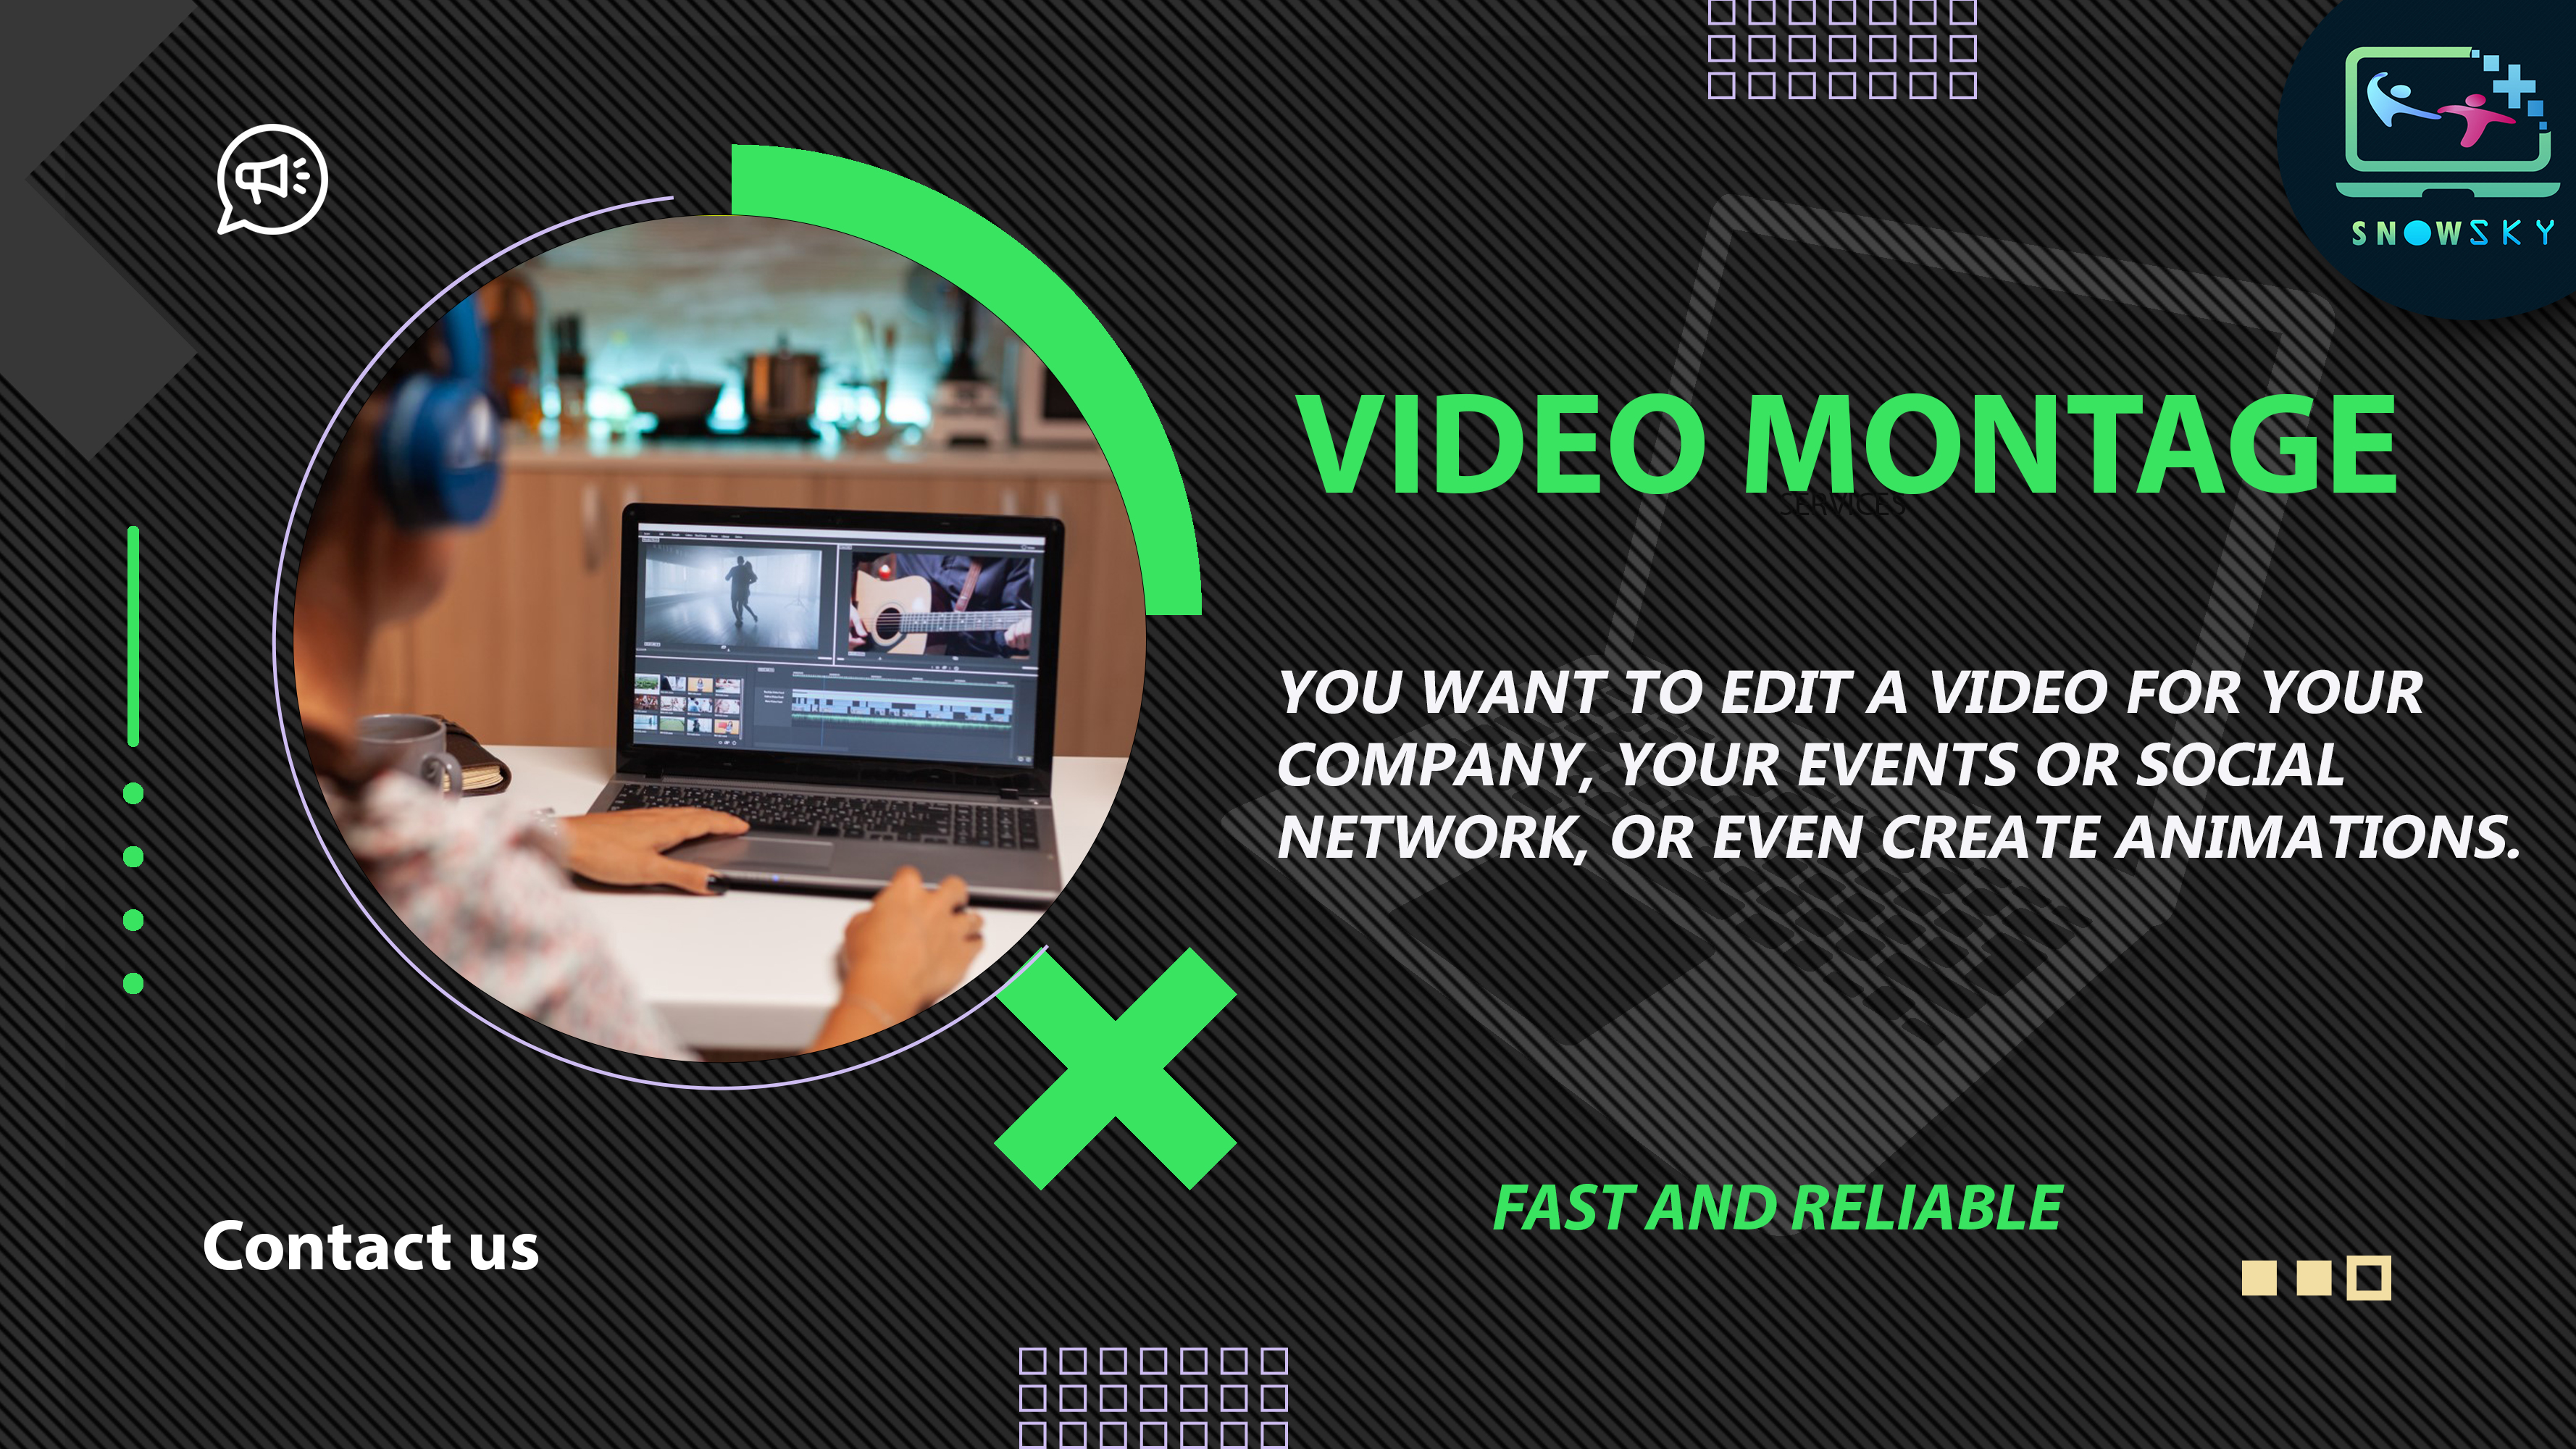 SNOWSKY
VIDEO MONTAGE
SERVICES
YOU WANT TO EDIT A VIDEO FOR YOUR
COMPANY, YOUR EVENTS OR SOCIAL
NETWORK, OR EVEN CREATE ANIMATIONS.
FAST AND RELIABLE
Contact us